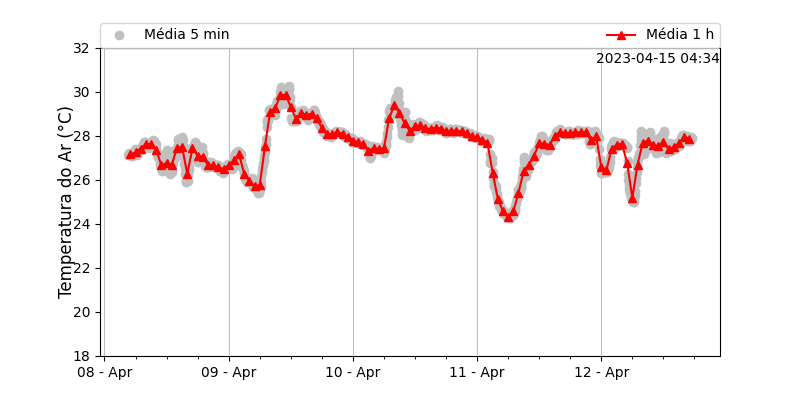 Média 5 min
Média 1 h
2023-04-15 04:34
Temperatura do Ar (°C)
32
30
28
26
24
22
20
18
08 - Apr
09 - Apr
10 - Apr
11 - Apr
12 - Apr